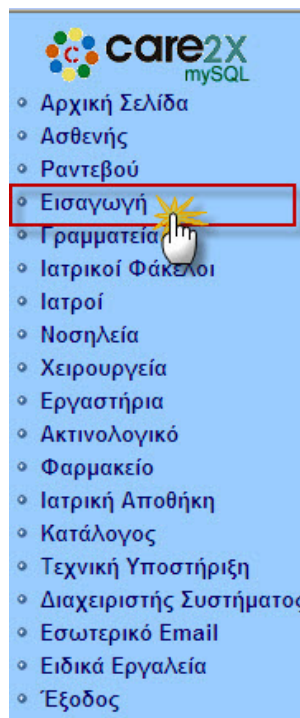 care2X
mySQL
Αρχική Σελίδα
Ασθενής
Ραντεβού
Εισαγωγή
Γραμματεία
Ιατρικοί Φάκελοι
Ιατροί
Νοσηλεία
Χειρουργεία
Εργαστήρια
Ακτινολογικό
Φαρμακείο
Ιατρική Αποθήκη
Κατάλογος
Τεχνική Υποστήριξη
Διαχειριστής Συστήματος
Εσωτερικό Email
Ειδικά Εργαλεία
Έξοδος